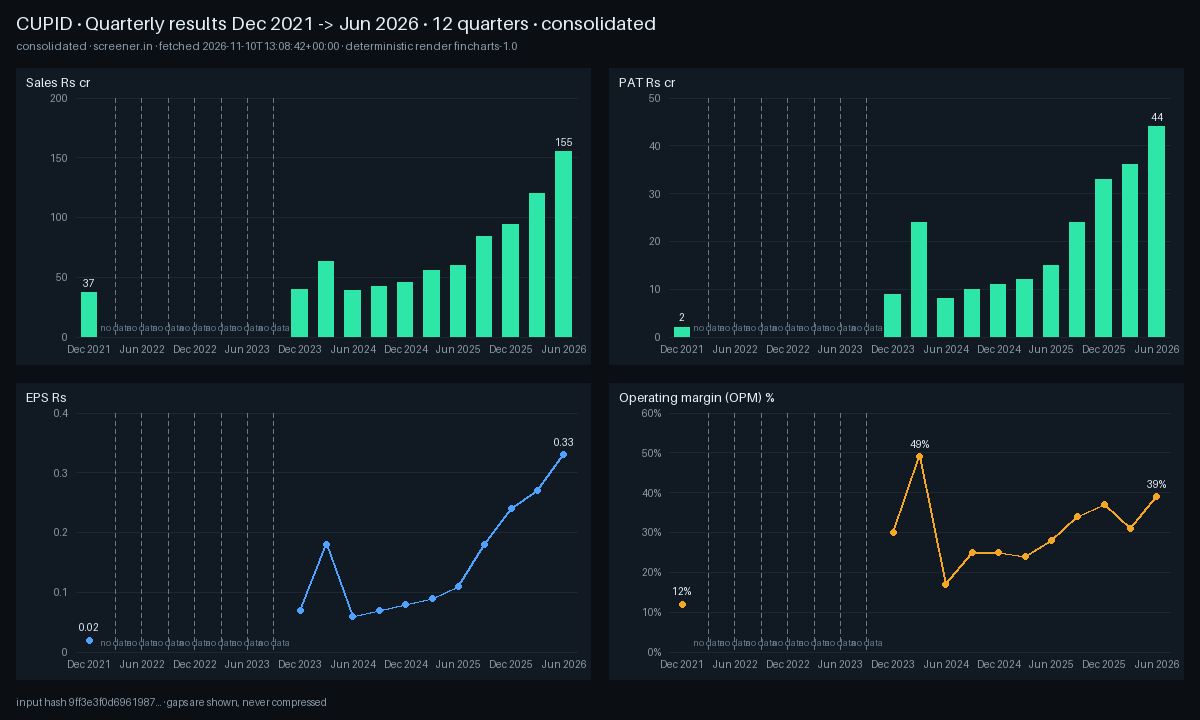 CUPID · Quarterly results Dec 2021 -> Jun 2026 · 12 quarters · consolidated
consolidated · screener.in · fetched 2026-11-10T13:08:42+00:00 · deterministic render fincharts-1.0
Sales Rs cr
200
150
100
50
0
37
155
no data no data no data no data no data no data no data
Dec 2021 Jun 2022 Dec 2022 Jun 2023 Dec 2023 Jun 2024 Dec 2024 Jun 2025 Dec 2025 Jun 2026
PAT Rs cr
50
40
30
20
10
0
2
44
no data no data no data no data no data no data no data
Dec 2021 Jun 2022 Dec 2022 Jun 2023 Dec 2023 Jun 2024 Dec 2024 Jun 2025 Dec 2025 Jun 2026
EPS Rs
0.4
0.3
0.2
0.1
0
0.02
0.33
no data no data no data no data no data no data no data
Dec 2021 Jun 2022 Dec 2022 Jun 2023 Dec 2023 Jun 2024 Dec 2024 Jun 2025 Dec 2025 Jun 2026
Operating margin (OPM) %
60%
50%
40%
30%
20%
10%
0%
12%
49%
39%
no data no data no data no data no data no data no data
Dec 2021 Jun 2022 Dec 2022 Jun 2023 Dec 2023 Jun 2024 Dec 2024 Jun 2025 Dec 2025 Jun 2026
input hash 9ff3e3f0d6961987… · gaps are shown, never compressed